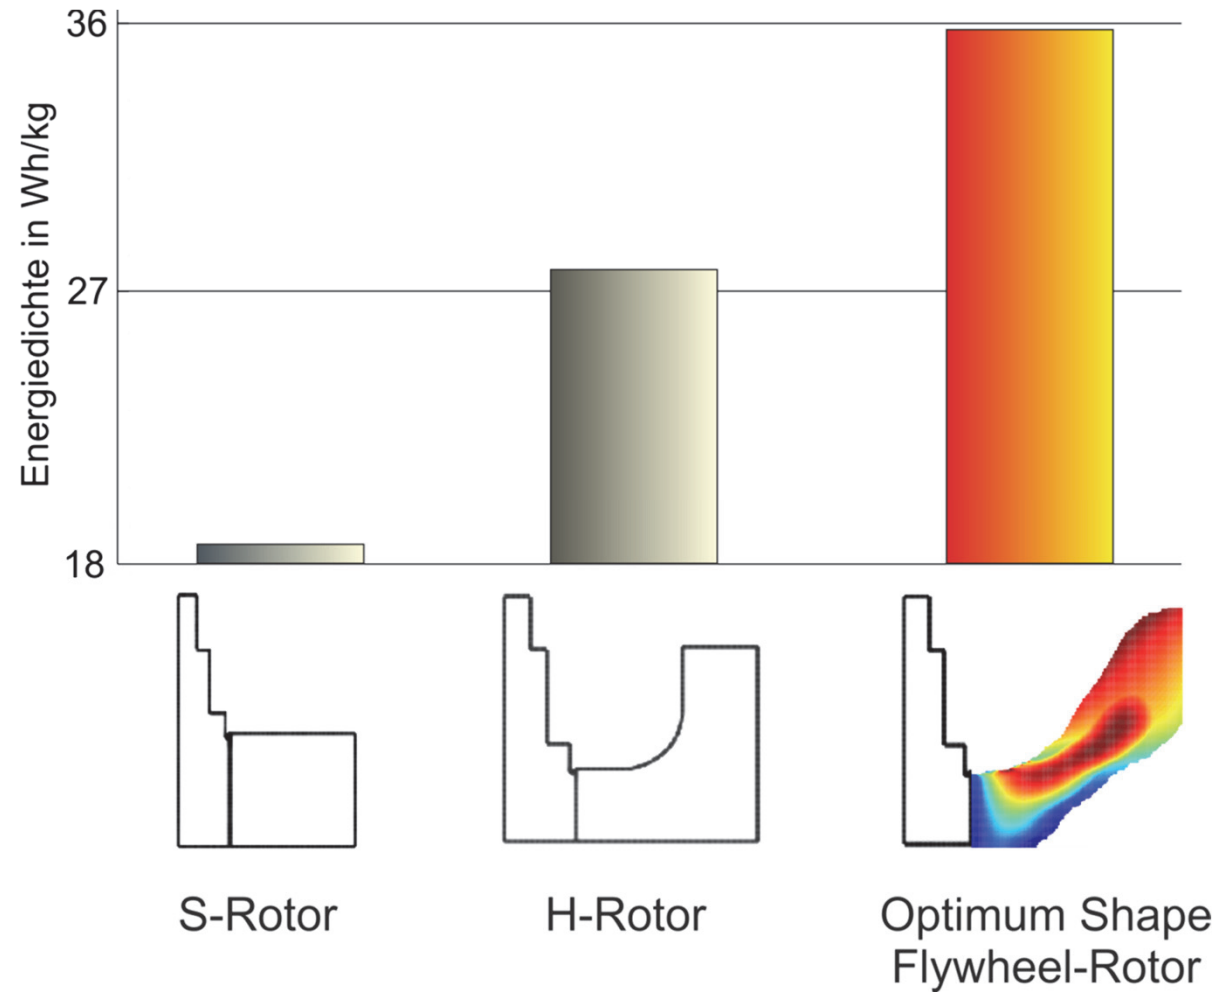 36
Energiedichte in Wh/kg
27
18
S-Rotor
H-Rotor
Optimum Shape
Flywheel-Rotor